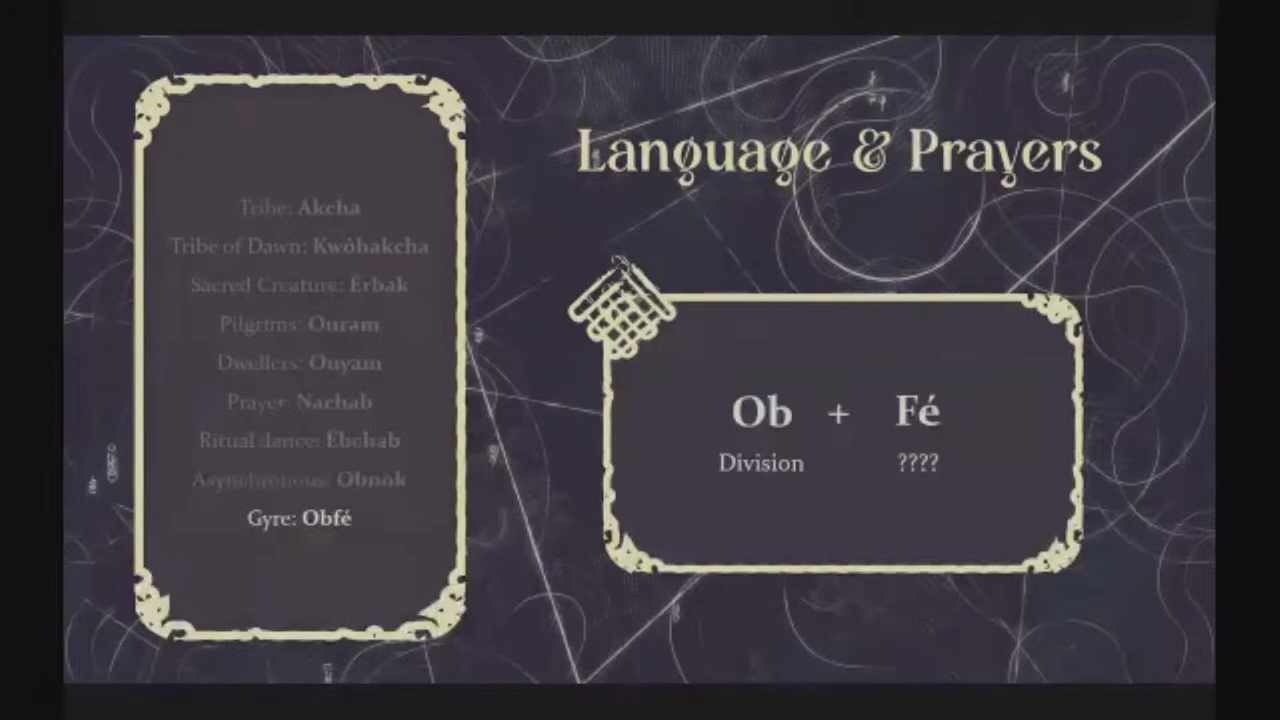 Language & Prayers
Tribe: Akcha
Tribe of Dawn: Kwôhakcha
Sacred Creature: Erbak
Pilgrims: Ouram
Dwellers: Ouyam
Prayer: Nachab
Ritual dance: Ebchab
Asynchronous: Obnok
Gyre: Obfé
Ob + Fé
Division ????